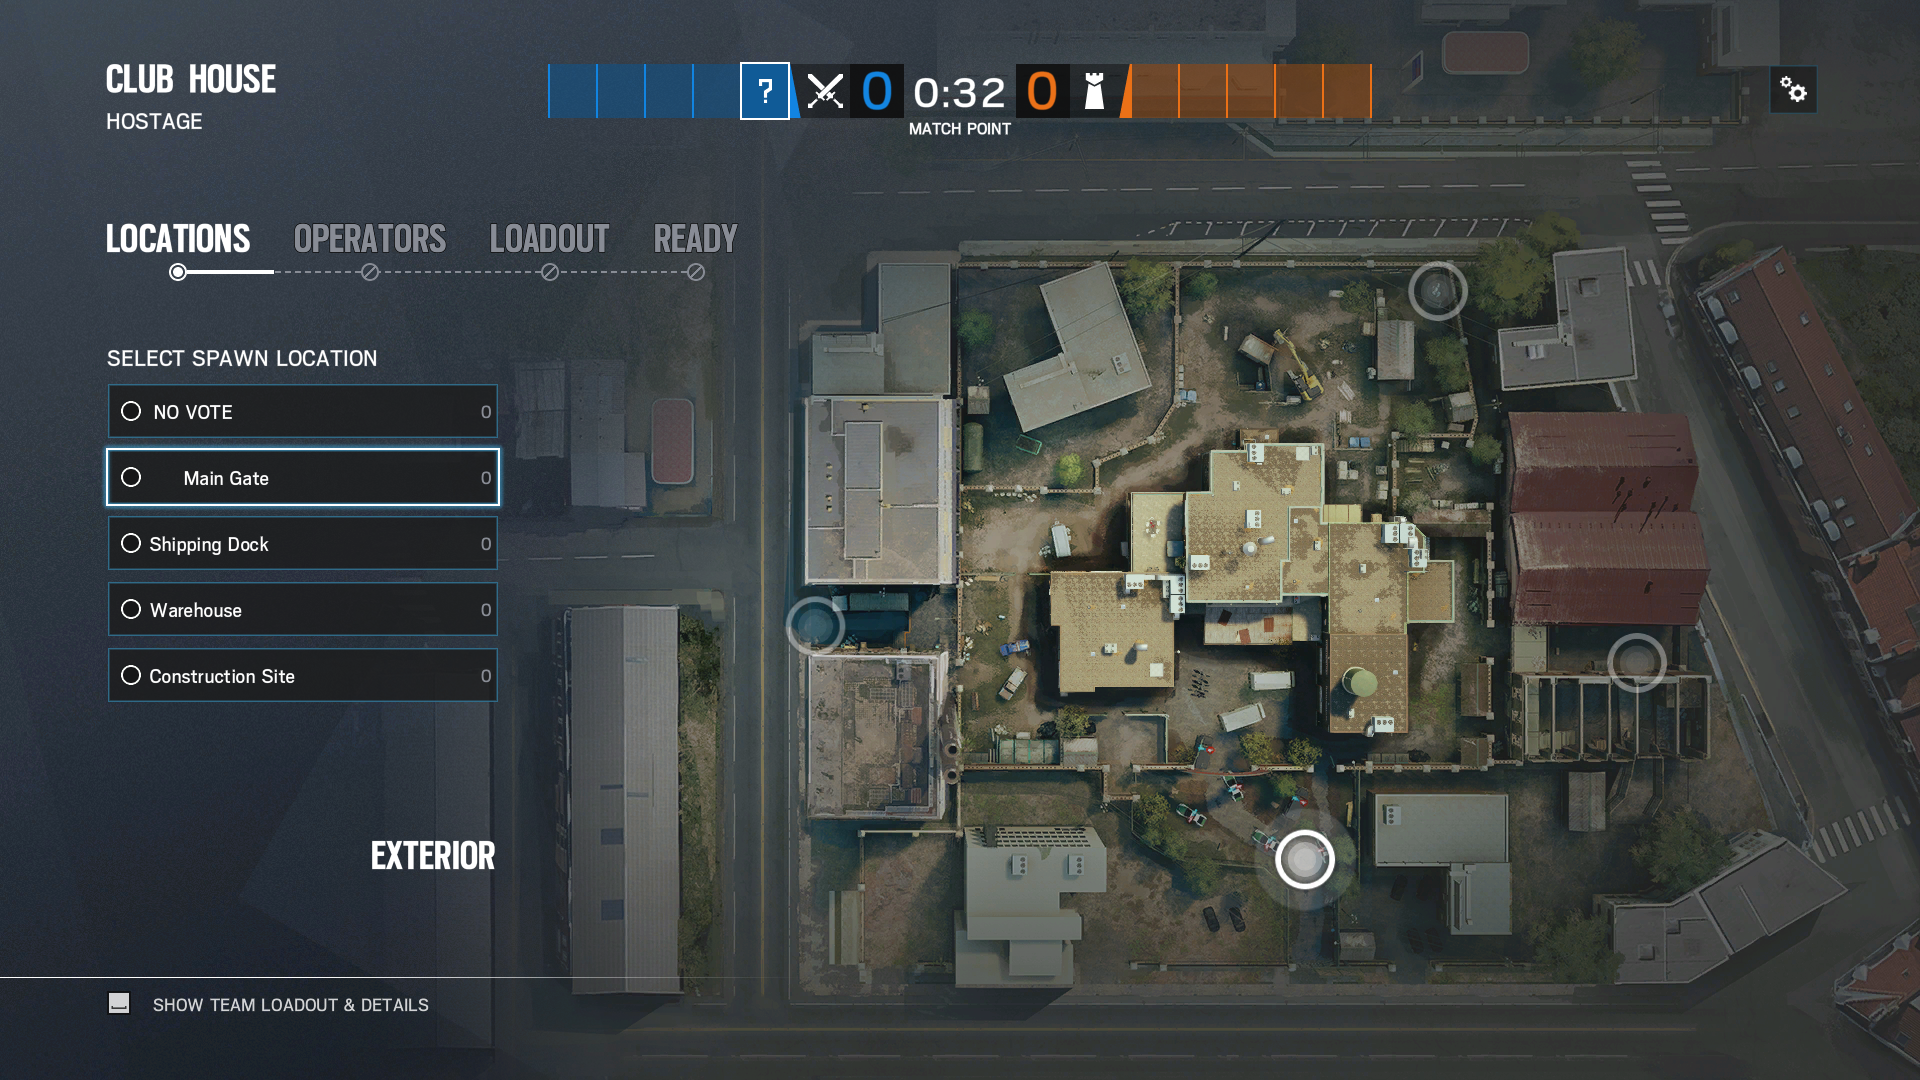 CLUB HOUSE
HOSTAGE
?
0
0:32
0
MATCH POINT
LOCATIONS
OPERATORS
LOADOUT
READY
SELECT SPAWN LOCATION
NO VOTE 0
Main Gate 0
Shipping Dock 0
Warehouse 0
Construction Site 0
EXTERIOR
SHOW TEAM LOADOUT & DETAILS